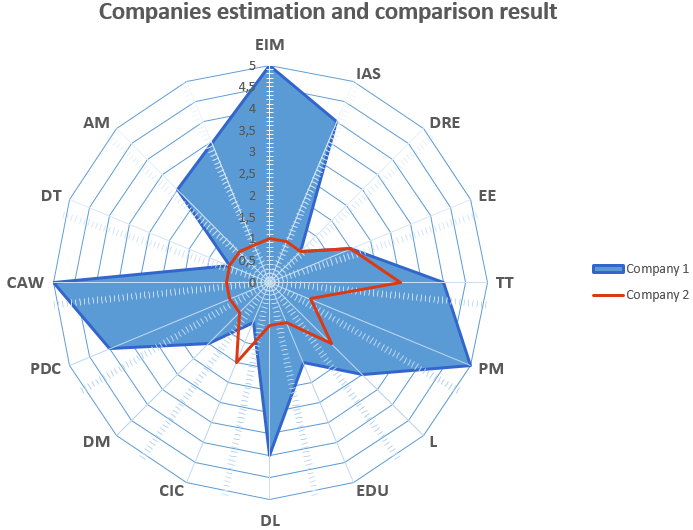 Companies estimation and comparison result
EIM
IAS
DRE
EE
TT
PM
L
EDU
DL
CIC
DM
PDC
CAW
DT
AM
5
4,5
4
3,5
3
2,5
2
1,5
1
0,5
0
Company 1
Company 2